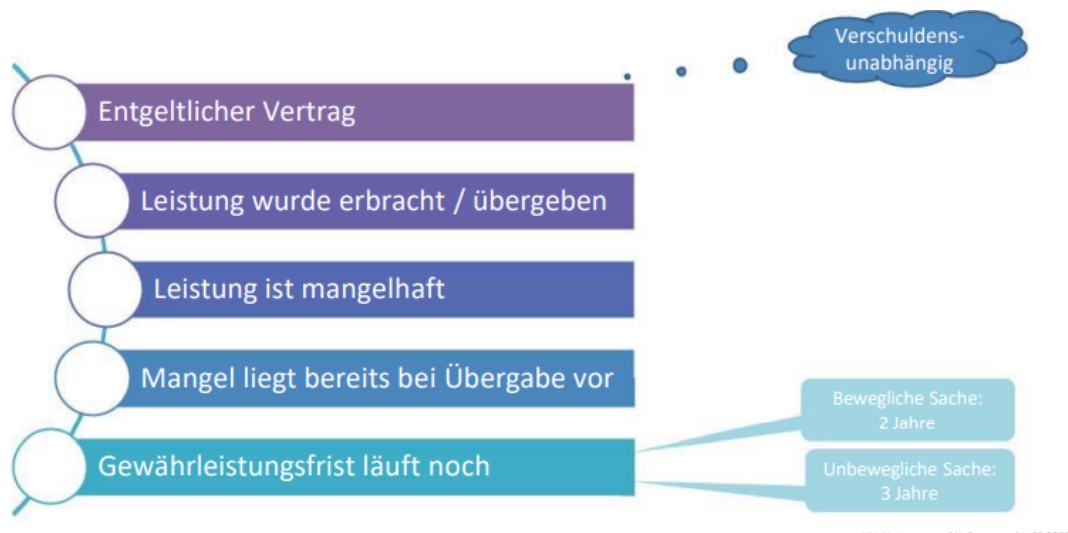 Verschuldens-
unabhängig
Entgeltlicher Vertrag
Leistung wurde erbracht / übergeben
Leistung ist mangelhaft
Mangel liegt bereits bei Übergabe vor
Gewährleistungsfrist läuft noch
Bewegliche Sache:
2 Jahre
Unbewegliche Sache:
3 Jahre